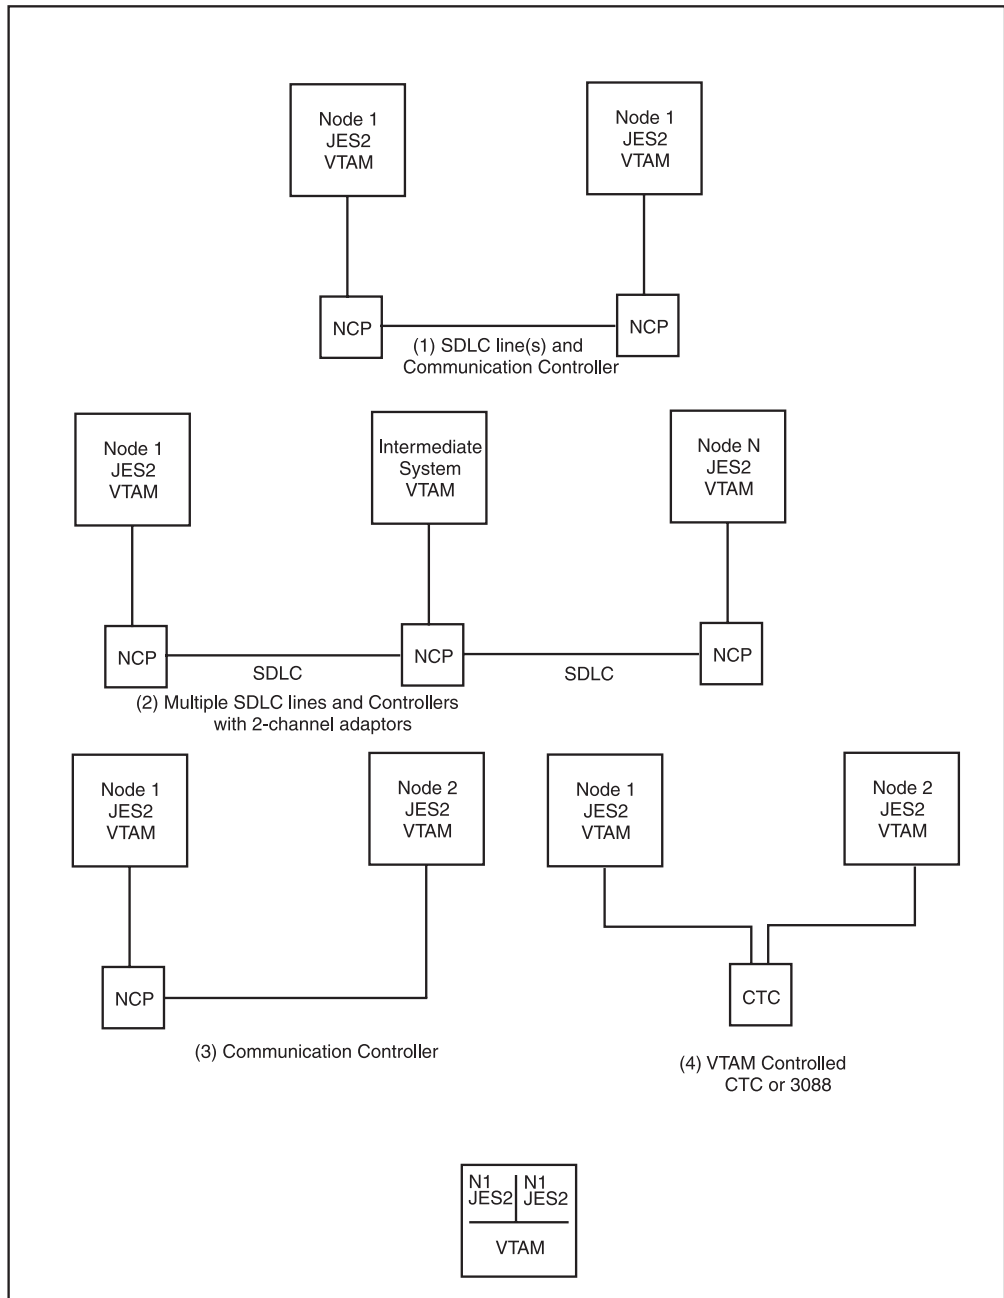 Node 1
JES2
VTAM
Node 1
JES2
VTAM
NCP
NCP
(1) SDLC line(s) and
Communication Controller
Node 1
JES2
VTAM
Intermediate
System
VTAM
Node N
JES2
VTAM
NCP
NCP
NCP
SDLC
SDLC
(2) Multiple SDLC lines and Controllers
with 2-channel adaptors
Node 1
JES2
VTAM
Node 2
JES2
VTAM
NCP
(3) Communication Controller
Node 1
JES2
VTAM
Node 2
JES2
VTAM
CTC
(4) VTAM Controlled
CTC or 3088
N1
JES2
N1
JES2
VTAM